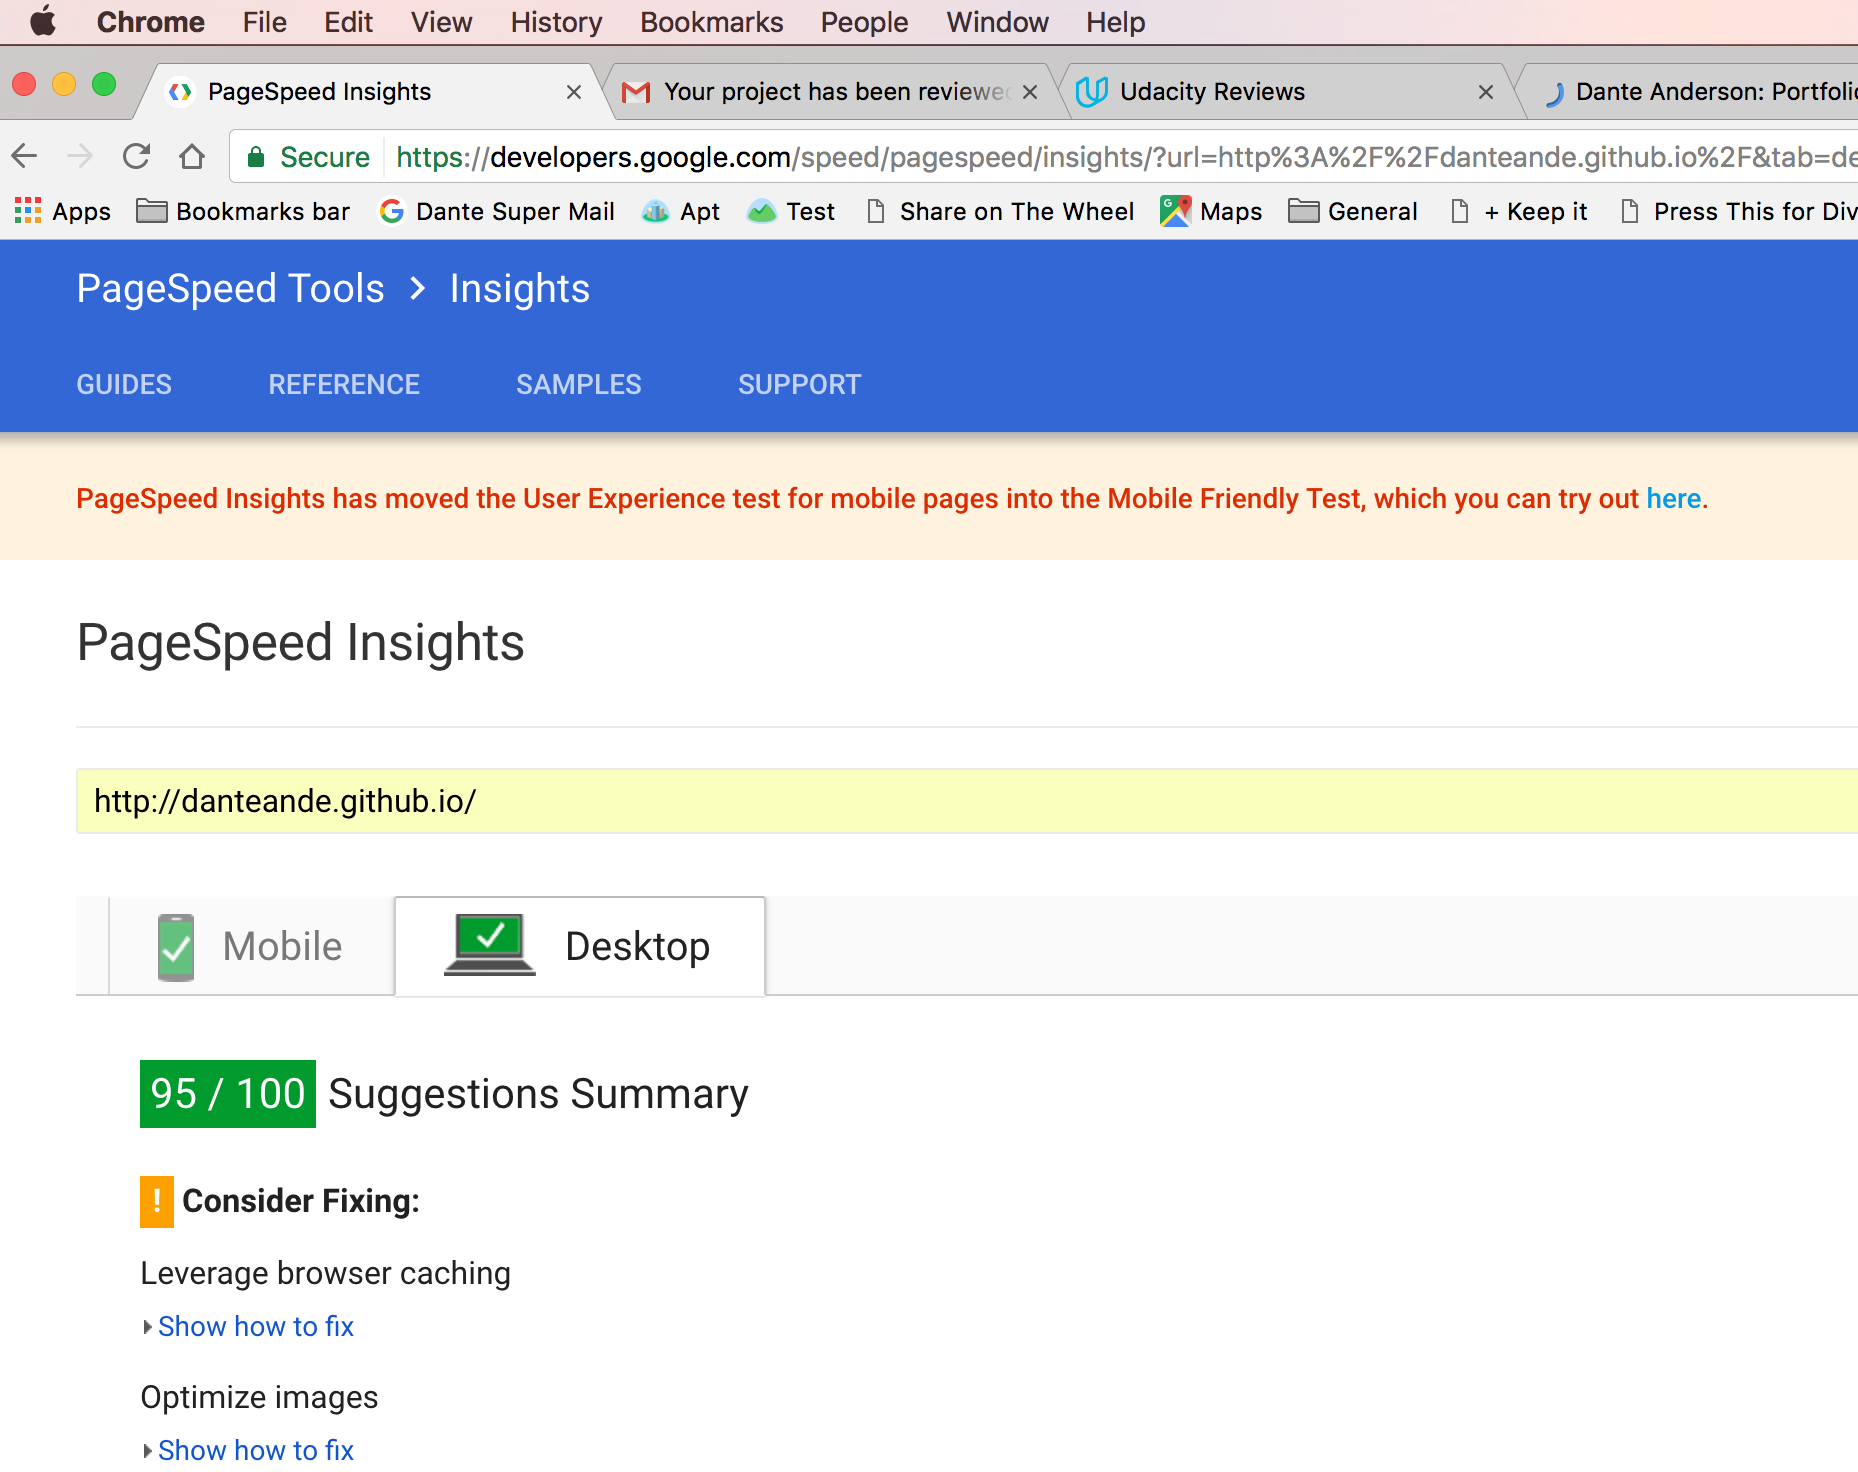 Chrome File Edit View History Bookmarks People Window Help
PageSpeed Insights Your project has been reviewed Udacity Reviews Dante Anderson: Portfolio
Secure https://developers.google.com/speed/pagespeed/insights/?url=http%3A%2F%2Fdanteande.github.io%2F&tab=de
Apps Bookmarks bar Dante Super Mail Apt Test Share on The Wheel Maps General + Keep it Press This for Div
PageSpeed Tools > Insights
GUIDES REFERENCE SAMPLES SUPPORT
PageSpeed Insights has moved the User Experience test for mobile pages into the Mobile Friendly Test, which you can try out here.
PageSpeed Insights
http://danteande.github.io/
Mobile Desktop
95 / 100 Suggestions Summary
! Consider Fixing:
Leverage browser caching
Show how to fix
Optimize images
Show how to fix